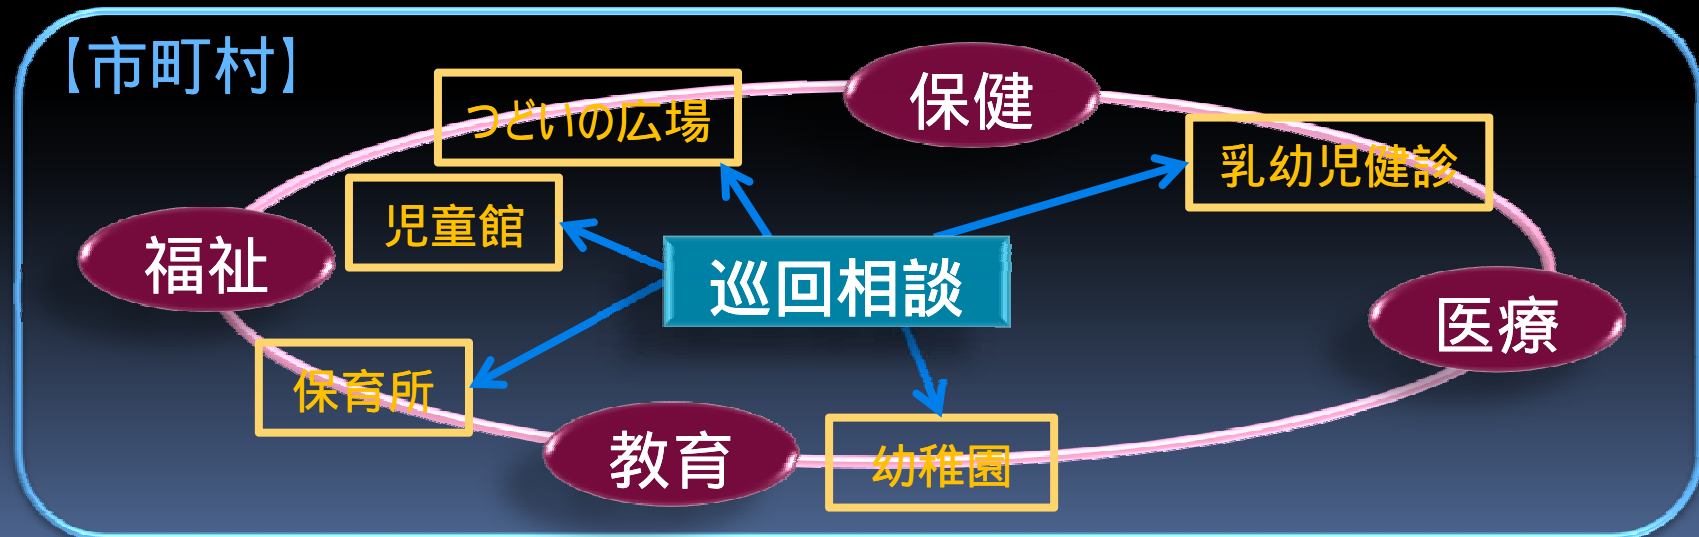 【市町村】
つどいの広場
保健
乳幼児健診
児童館
福祉
巡回相談
医療
保育所
教育
幼稚園